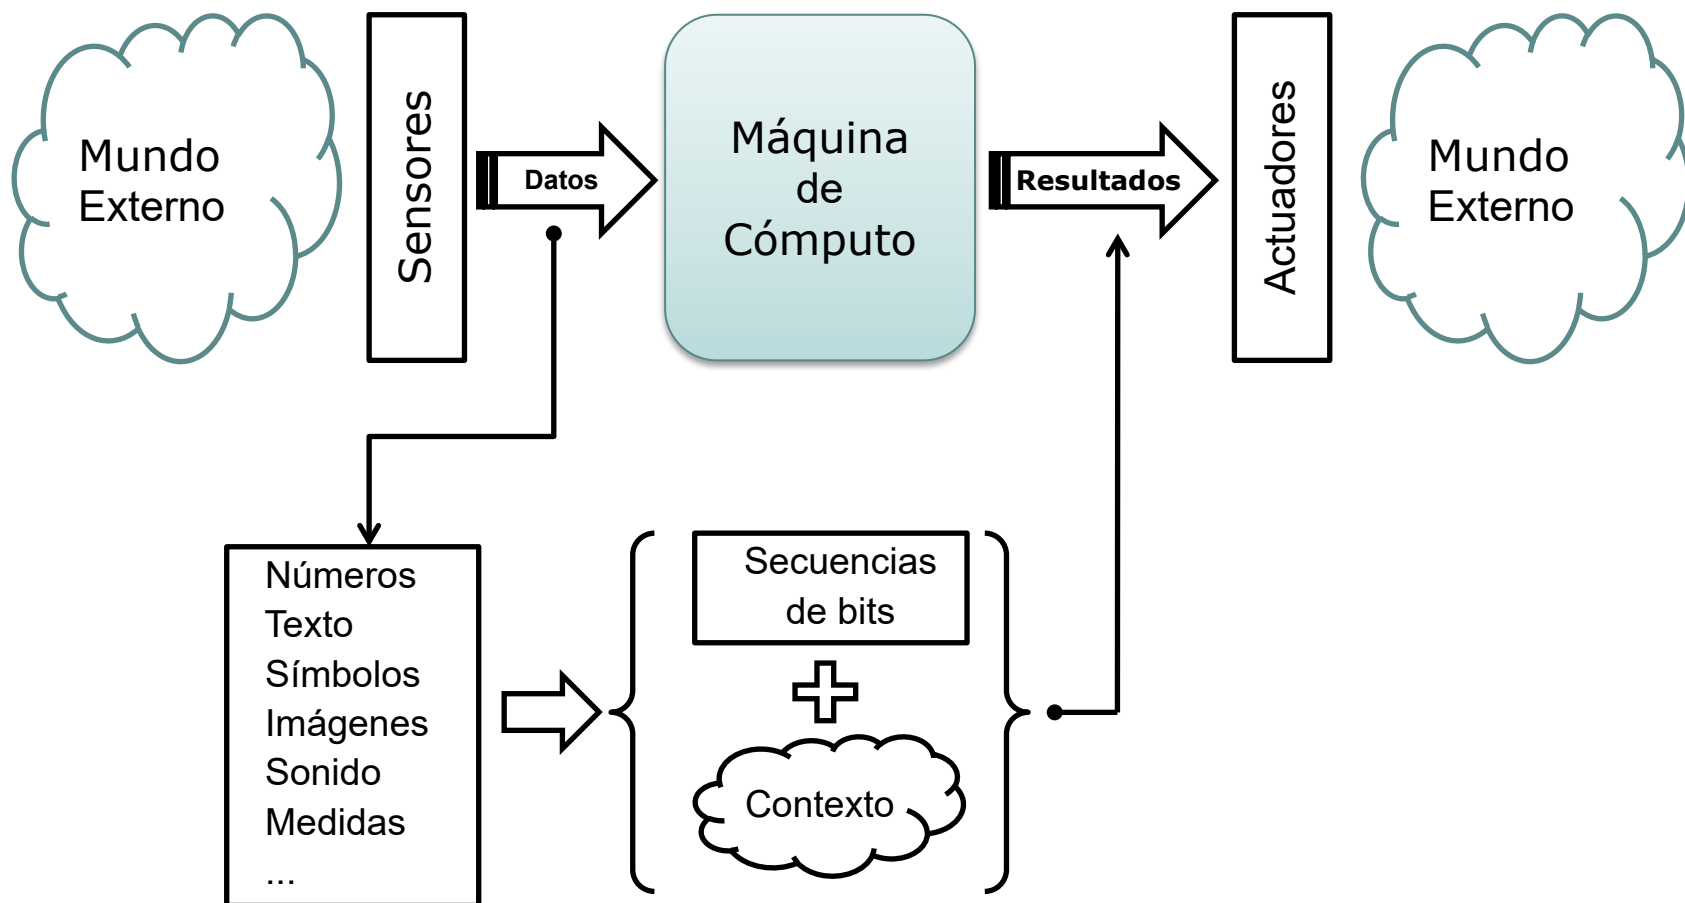 Mundo
Externo
Sensores
Datos
Máquina
de
Cómputo
Resultados
Actuadores
Mundo
Externo
Números
Texto
Símbolos
Imágenes
Sonido
Medidas
...
Secuencias
de bits
Contexto